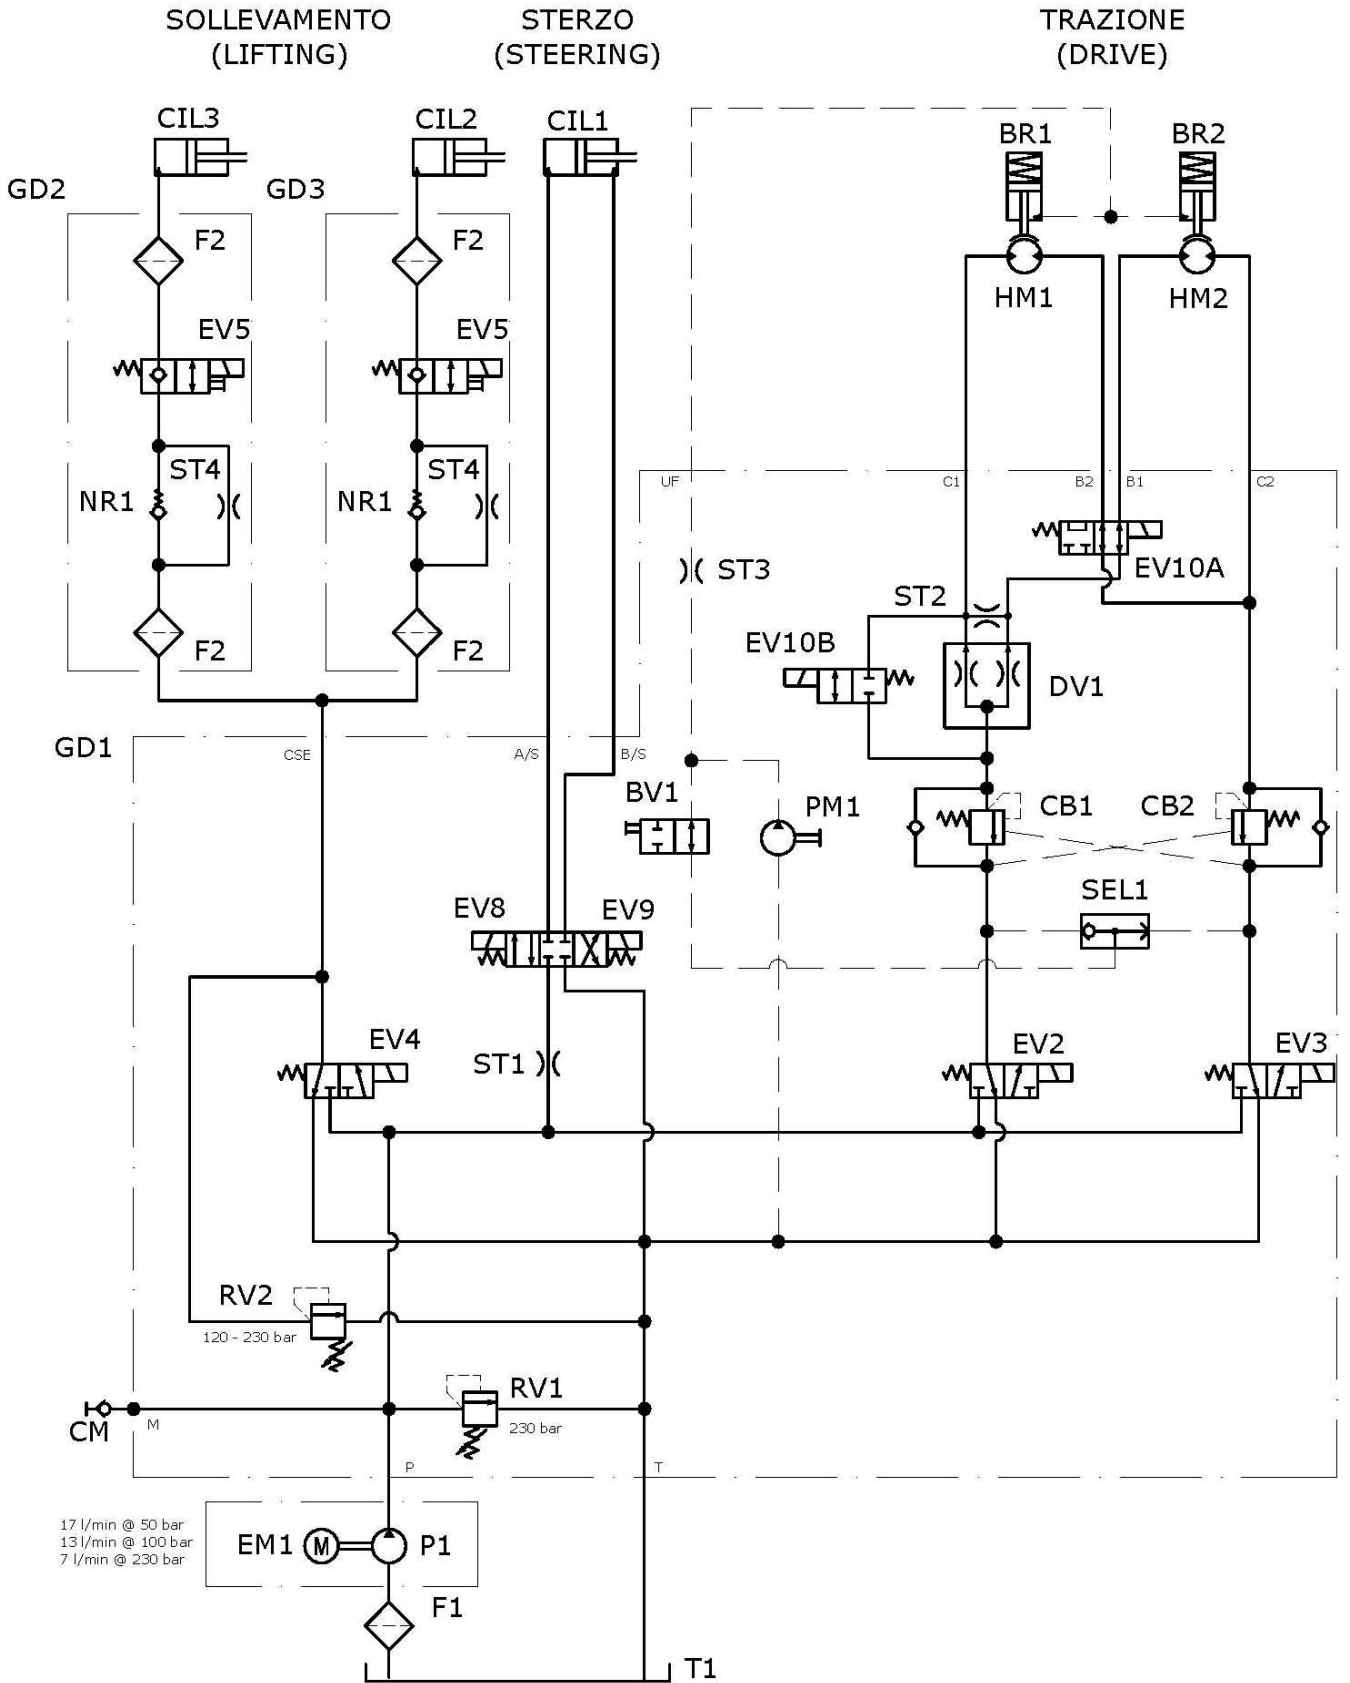 SOLLEVAMENTO
(LIFTING)
STERZO
(STEERING)
TRAZIONE
(DRIVE)
CIL3
CIL2
CIL1
BR1
BR2
GD2
GD3
F2
F2
HM1
HM2
EV5
EV5
ST4
ST4
NR1
NR1
UF
C1
B2
B1
C2
ST3
EV10A
ST2
F2
F2
EV10B
DV1
GD1
CSE
A/S
B/S
BV1
PM1
CB1
CB2
SEL1
EV8
EV9
EV4
ST1
EV2
EV3
RV2
120 - 230 bar
RV1
230 bar
CM
M
P
T
17 l/min @ 50 bar
13 l/min @ 100 bar
7 l/min @ 230 bar
EM1
M
P1
F1
T1